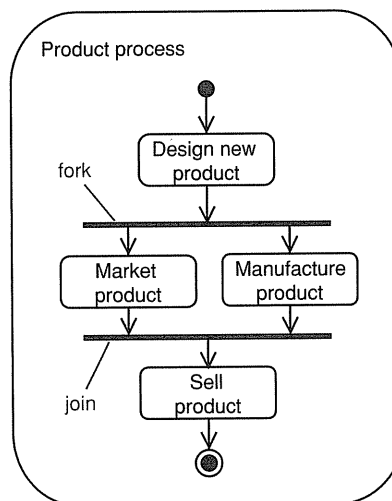 Product process
Design new
product
fork
Market
product
Manufacture
product
join
Sell
product